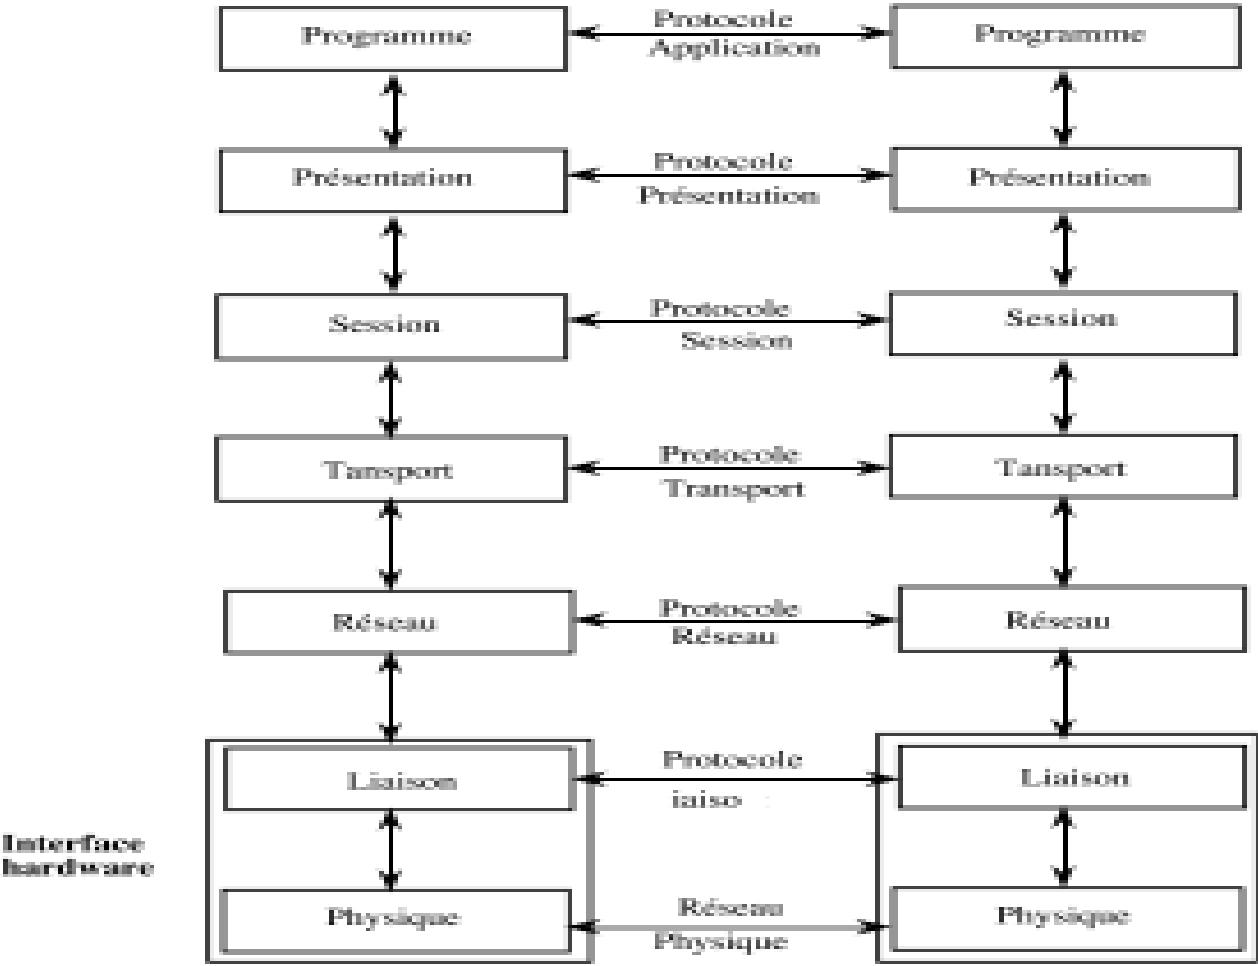 Programme
Protocole
Application
Programme
Présentation
Protocole
Présentation
Présentation
Session
Protocole
Session
Session
Tansport
Protocole
Transport
Tansport
Réseau
Protocole
Réseau
Réseau
Liaison
Protocole
iaiso
Liaison
Interface
hardware
Physique
Réseau
Physique
Physique